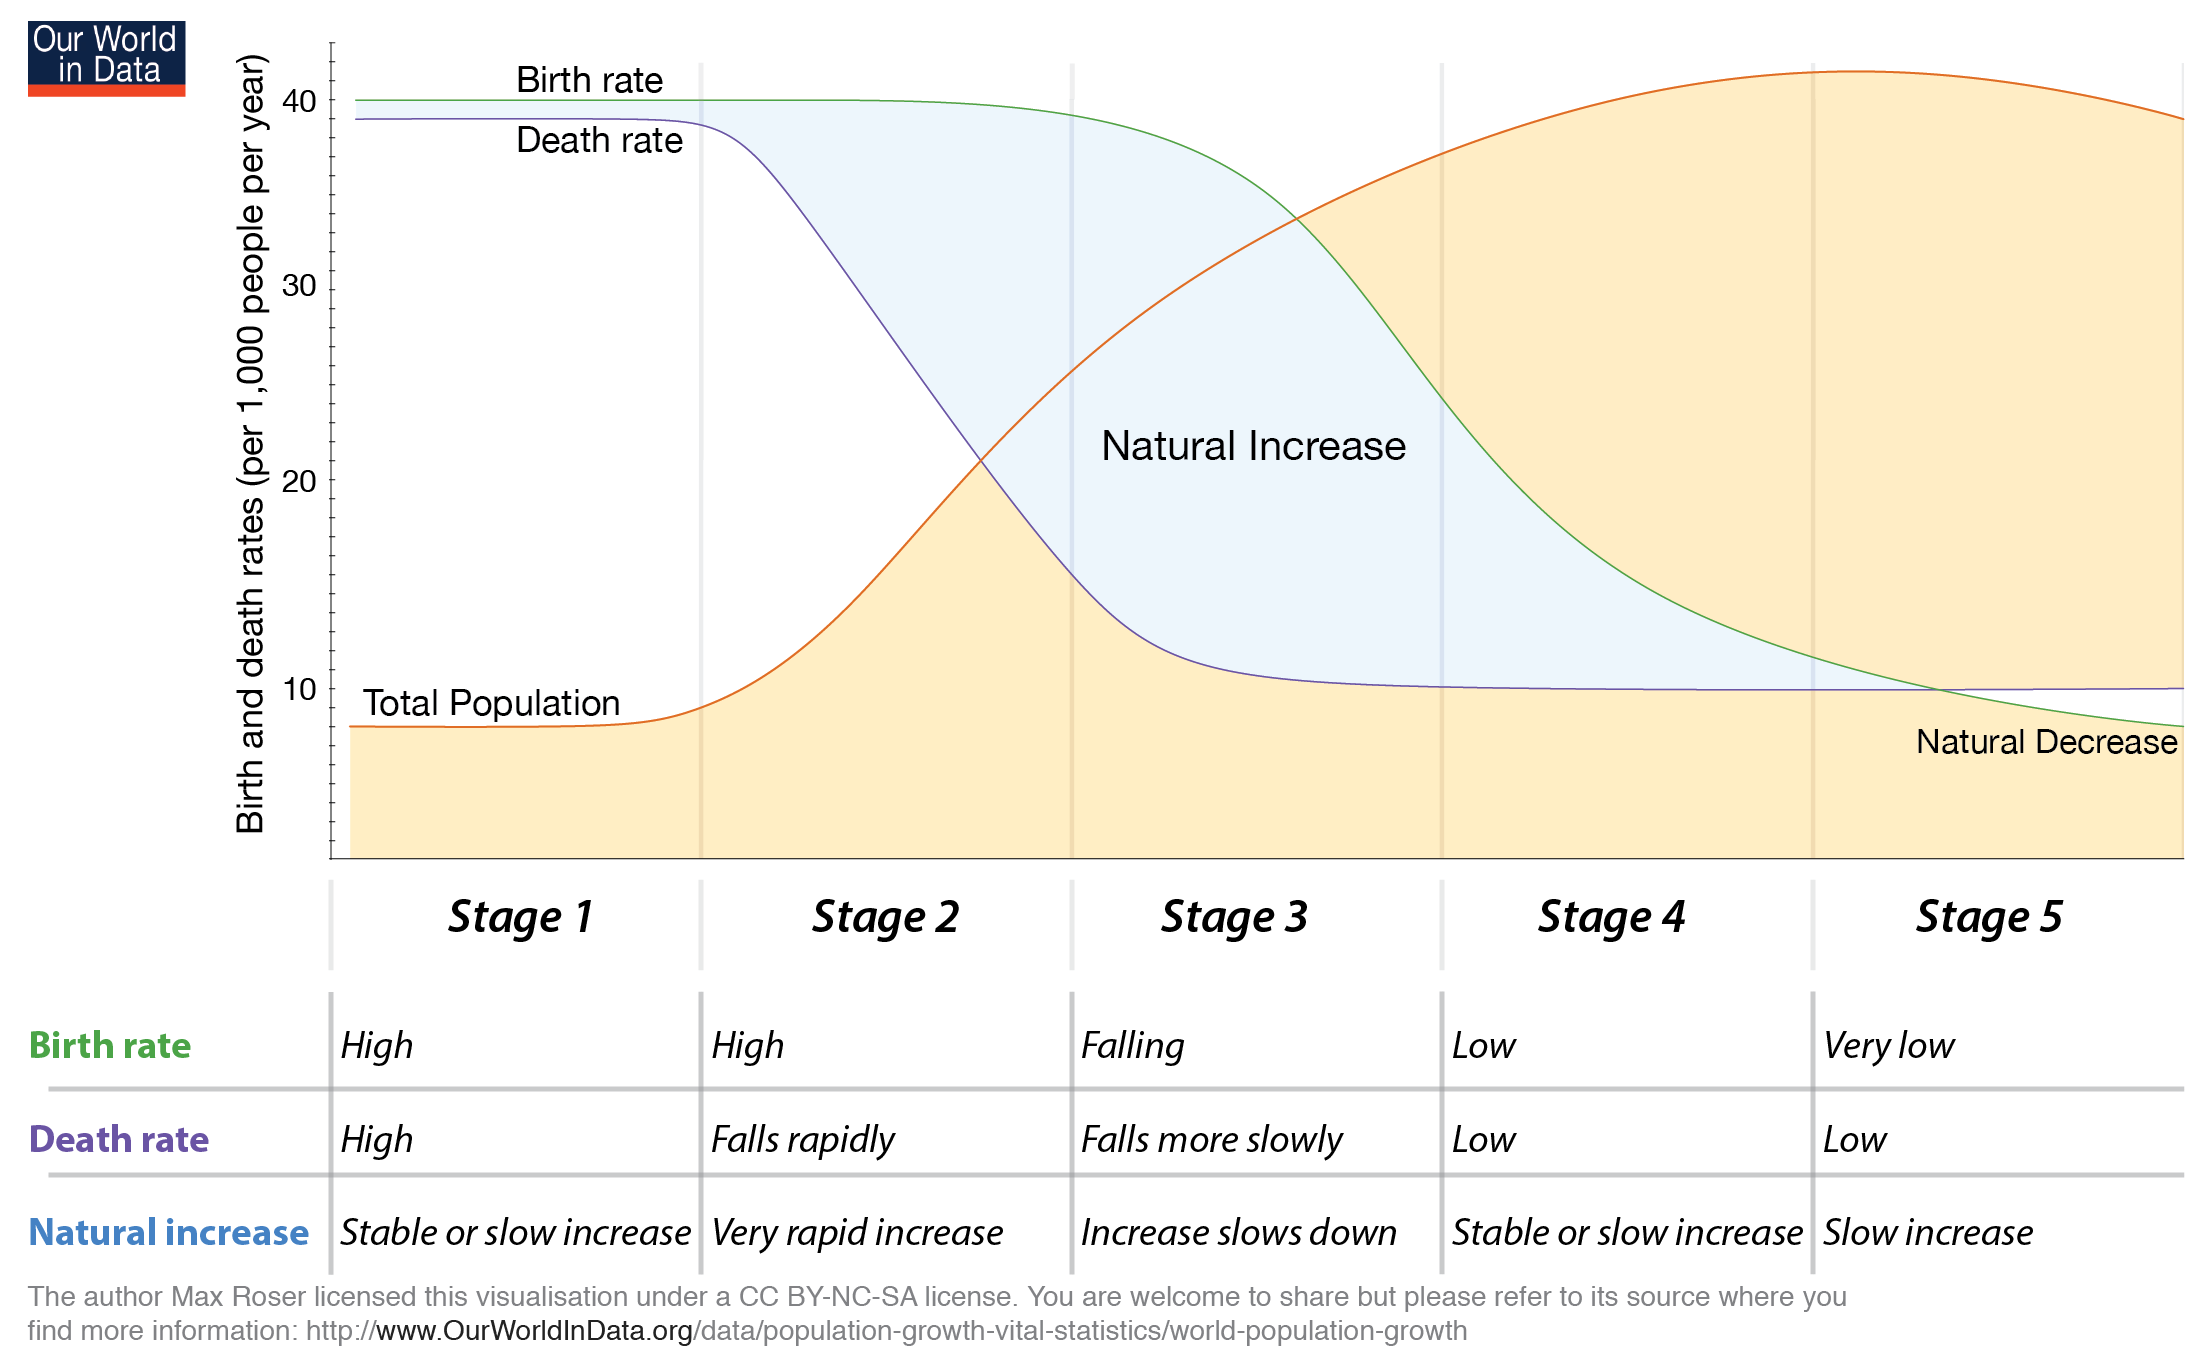 Our World
in Data
Birth and death rates (per 1,000 people per year)
40
30
20
10
Birth rate
Death rate
Natural Increase
Total Population
Natural Decrease
Stage 1 Stage 2 Stage 3 Stage 4 Stage 5
Birth rate High High Falling Low Very low
Death rate High Falls rapidly Falls more slowly Low Low
Natural increase Stable or slow increase Very rapid increase Increase slows down Stable or slow increase Slow increase
The author Max Roser licensed this visualisation under a CC BY-NC-SA license. You are welcome to share but please refer to its source where you
find more information: http://www.OurWorldInData.org/data/population-growth-vital-statistics/world-population-growth